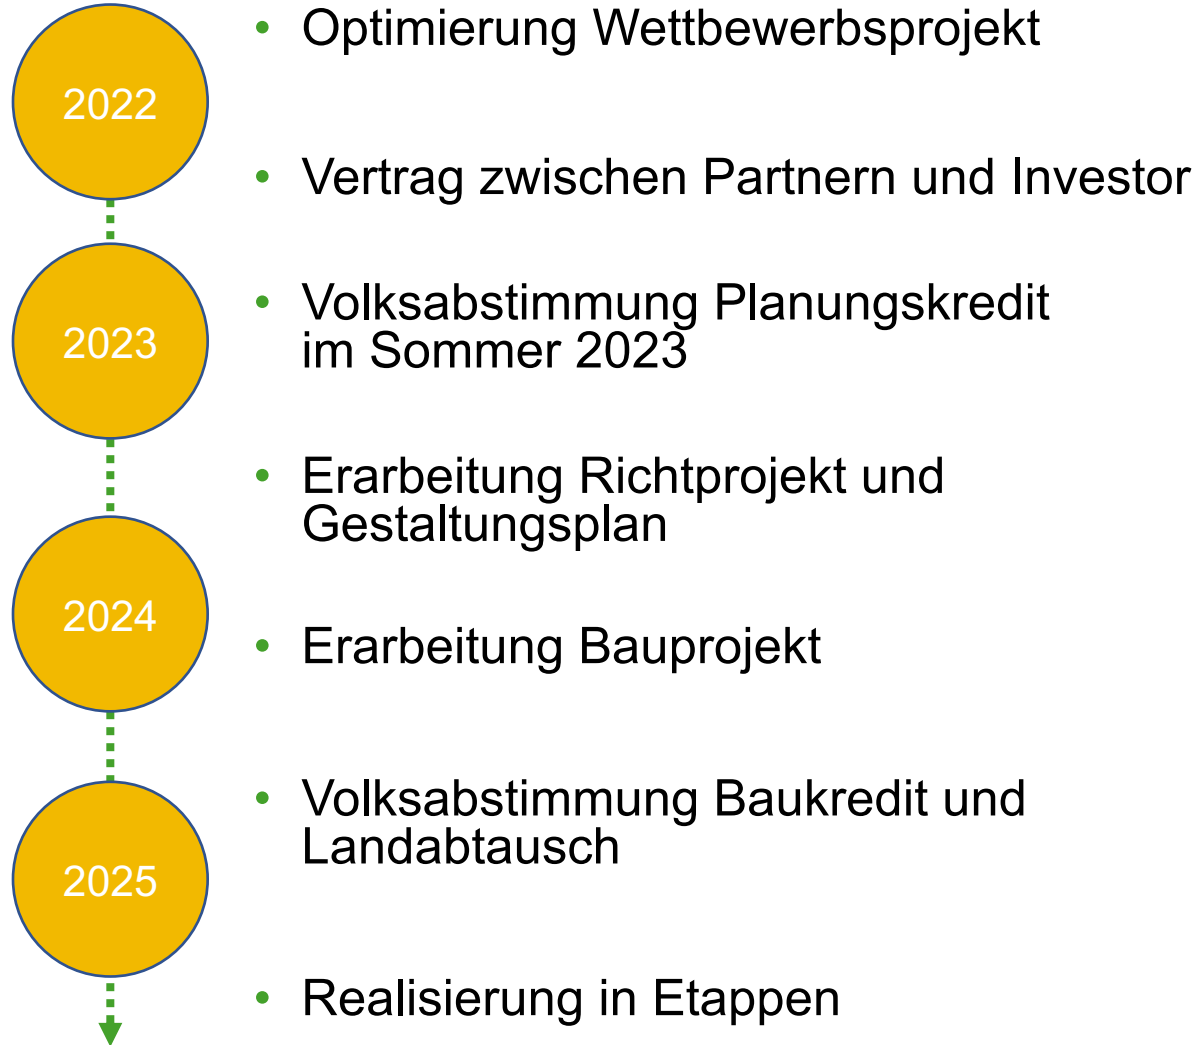 • Optimierung Wettbewerbsprojekt
2022
• Vertrag zwischen Partnern und Investor
• Volksabstimmung Planungskredit
im Sommer 2023
2023
• Erarbeitung Richtprojekt und
Gestaltungsplan
2024
• Erarbeitung Bauprojekt
• Volksabstimmung Baukredit und
Landabtausch
2025
• Realisierung in Etappen